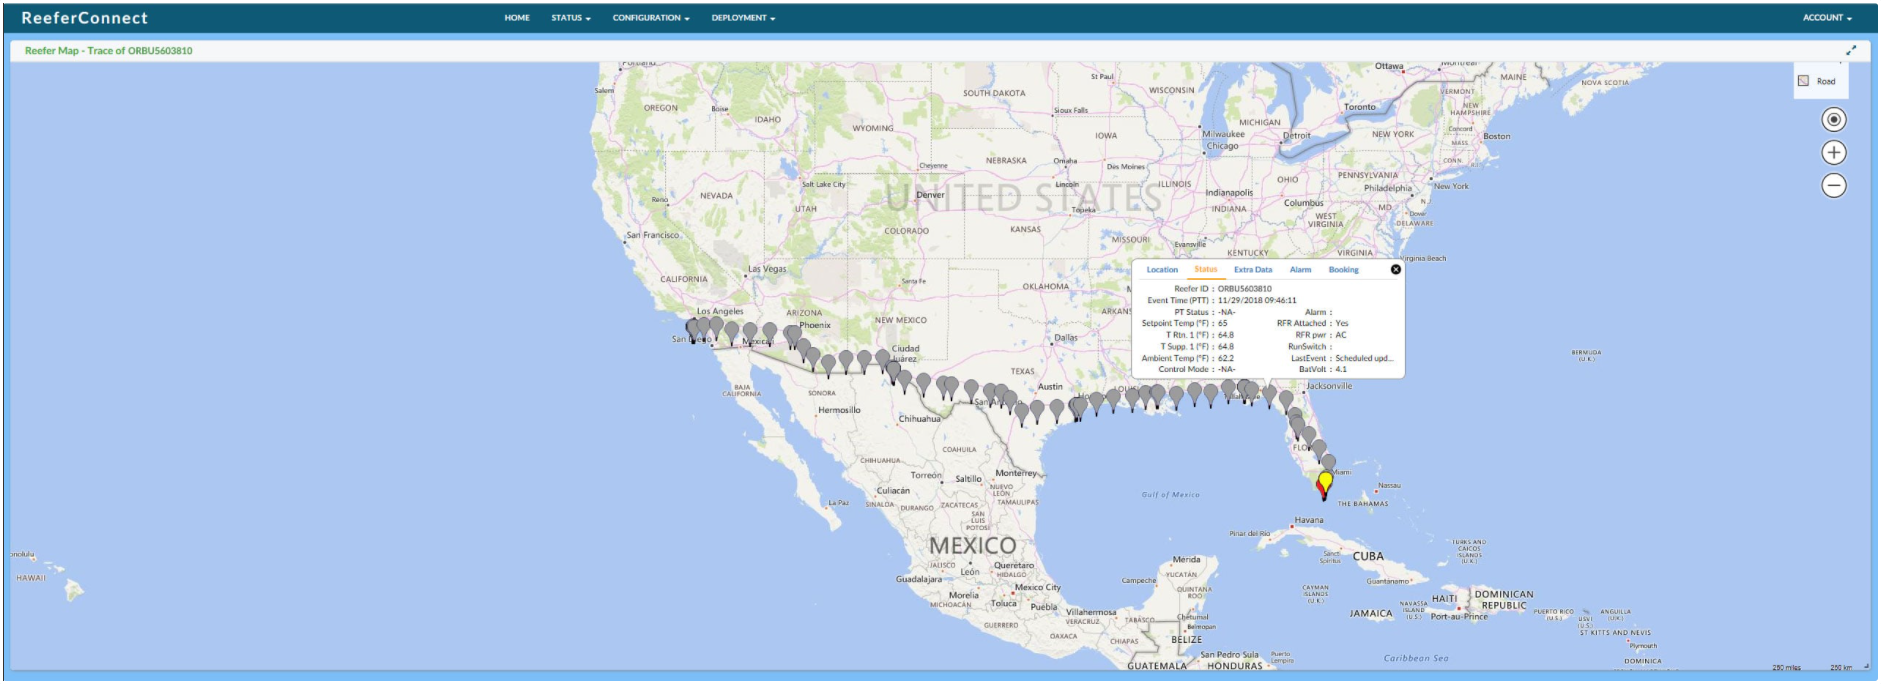 ReeferConnect
HOME STATUS CONFIGURATION DEPLOYMENT ACCOUNT
Reefer Map - Trace of ORBU5603810
Road
Location Status Extra Data Alarm Booking
Reefer ID : ORBU5603810
Event Time (PTT) : 11/29/2018 09:46:11
PT Status : -NA- Alarm :
Setpoint Temp (°F) : 65 RFR Attached : Yes
T Rtn. 1 (°F) : 64.8 RFR pwr : AC
T Supp. 1 (°F) : 64.8 RunSwitch :
Ambient Temp (°F) : 62.2 LastEvent : Scheduled upd...
Control Mode : -NA- BatVolt : 4.1
Ottawa
St Paul
MAINE
NOVA SCOTIA
Salem
SOUTH DAKOTA
WISCONSIN
VERMONT
OREGON
Boise
IDAHO
Sioux Falls
Toronto
NEW
HAMPSHIRE
WYOMING
MICHIGAN
Concord
IOWA
Milwaukee
Detroit
NEW YORK
Boston
Chicago
MASS.
CONN.
Cheyenne
NEBRASKA
Omaha
Des Moines
PENNSYLVANIA
Salt Lake City
Lincoln
ILLINOIS
OHIO
Philadelphia
New York
Reno
NEVADA
UNITED STATES
Denver
Indianapolis
UTAH
Topeka
INDIANA
Columbus
MD
WEST
VIRGINIA
Dover
DELAWARE
San Francisco
COLORADO
KANSAS
MISSOURI
Evansville
KENTUCKY
VIRGINIA
Virginia Beach
Las Vegas
CALIFORNIA
Santa Fe
OKLAHOMA
Los Angeles
ARIZONA
Phoenix
NEW MEXICO
ARKANS
San Diego
Mexicali
Dallas
Ciudad
Juárez
BERMUDA
(U.K.)
TEXAS
Austin
Jacksonville
BAJA
CALIFORNIA
SONORA
Hermosillo
Chihuahua
COAHUILA
CHIHUAHUA
Torreón
Saltillo
Monterrey
Miami
Nassau
Culiacán
NUEVO
LEÓN
Gulf of Mexico
THE BAHAMAS
La Paz
SINALOA
DURANGO
ZACATECAS
TAMAULIPAS
SAN
LUIS
POTOSÍ
Havana
Pinar del Rio
MEXICO
TURKS AND
CAICOS
ISLANDS
(U.K.)
HAWAII
Sancti
Spíritus
CUBA
JALISCO
León
Queretaro
HIDALGO
Mérida
Guadalajara
Mexico City
Campeche
YUCATÁN
Guantánamo
QUINTANA
ROO
CAYMAN
ISLANDS
(U.K.)
Morelia
MICHOACÁN
Toluca
Puebla
Villahermosa
VERACRUZ
TABASCO
Chetumal
HAITI
DOMINICAN
REPUBLIC
NAVASSA
ISLAND
(U.S.)
JAMAICA
Port-au-Prince
PUERTO RICO
(U.S.)
USVI
(U.S.)
ANGUILLA
(U.K.)
GUERRERO
OAXACA
CHIAPAS
Belmopan
BELIZE
ST KITTS AND NEVIS
Plymouth
San Pedro Sula
Puerto
Lempira
Caribbean Sea
DOMINICA
GUATEMALA
HONDURAS
250 miles 250 km